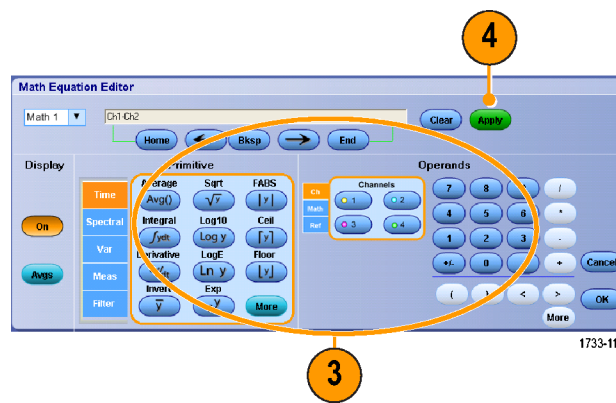 4
Math Equation Editor
Math 1
Ch1-Ch2
Clear
Apply
Home
Bksp
End
Display
Primitive
Operands
On
Avgs
Time
Spectral
Var
Meas
Filter
Average
Sqrt
FABS
Avg()
√y
|y|
Integral
Log10
Ceil
∫ydt
Log y
⌈y⌉
Derivative
LogE
Floor
Ln y
⌊y⌋
Invert
Exp
y̅
More
Ch
Math
Ref
Channels
1
2
3
4
7
8
/
4
5
6
*
1
2
3
-
+/-
0
+
Cancel
(
)
<
>
OK
More
3
1733-11